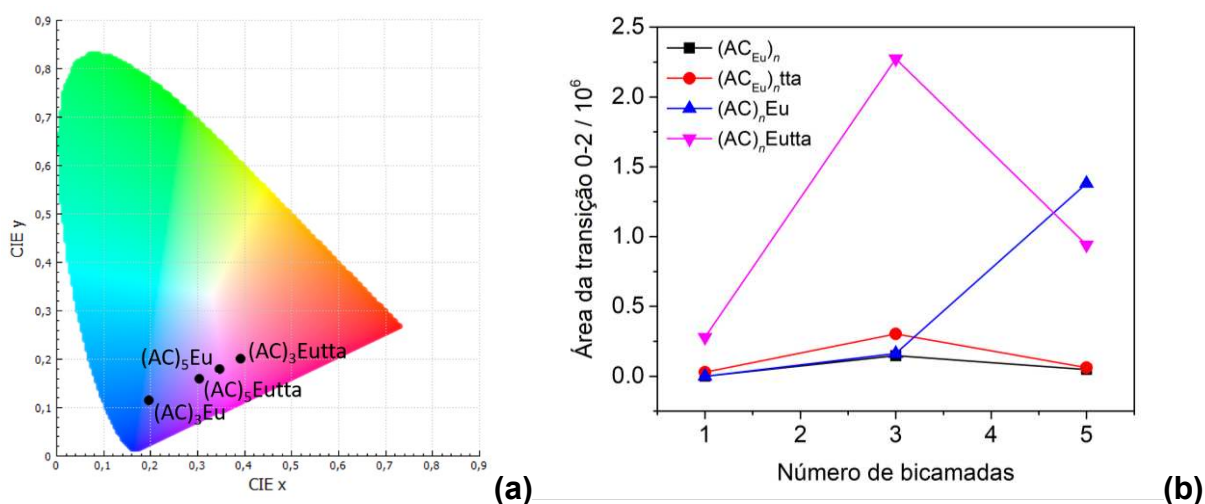 0,9
0,8
0,7
0,6
0,5
0,4
0,3
0,2
0,1
0
CIE y
(AC)₅Eu
(AC)₃Eutta
(AC)₅Eutta
(AC)₃Eu
0 0,1 0,2 0,3 0,4 0,5 0,6 0,7 0,8 0,9
CIE x
(a)
Área da transição 0-2 / 10⁶
2.5
2.0
1.5
1.0
0.5
0.0
(AC_Eu)ₙ
(AC_Eu)ₙtta
(AC)ₙEu
(AC)ₙEutta
1 2 3 4 5
Número de bicamadas
(b)